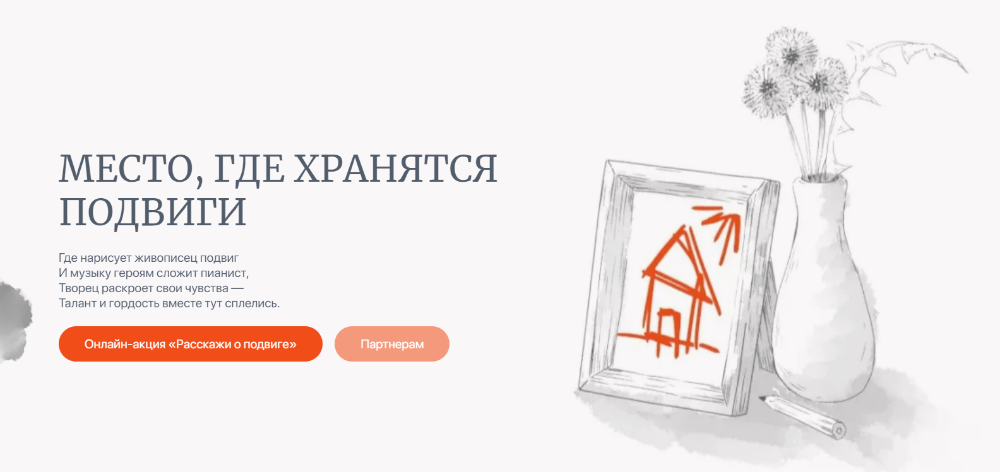 МЕСТО, ГДЕ ХРАНЯТСЯ
ПОДВИГИ
Где нарисует живописец подвиг
И музыку героям сложит пианист,
Творец раскроет свои чувства —
Талант и гордость вместе тут сплелись.
Онлайн-акция «Расскажи о подвиге»
Партнерам